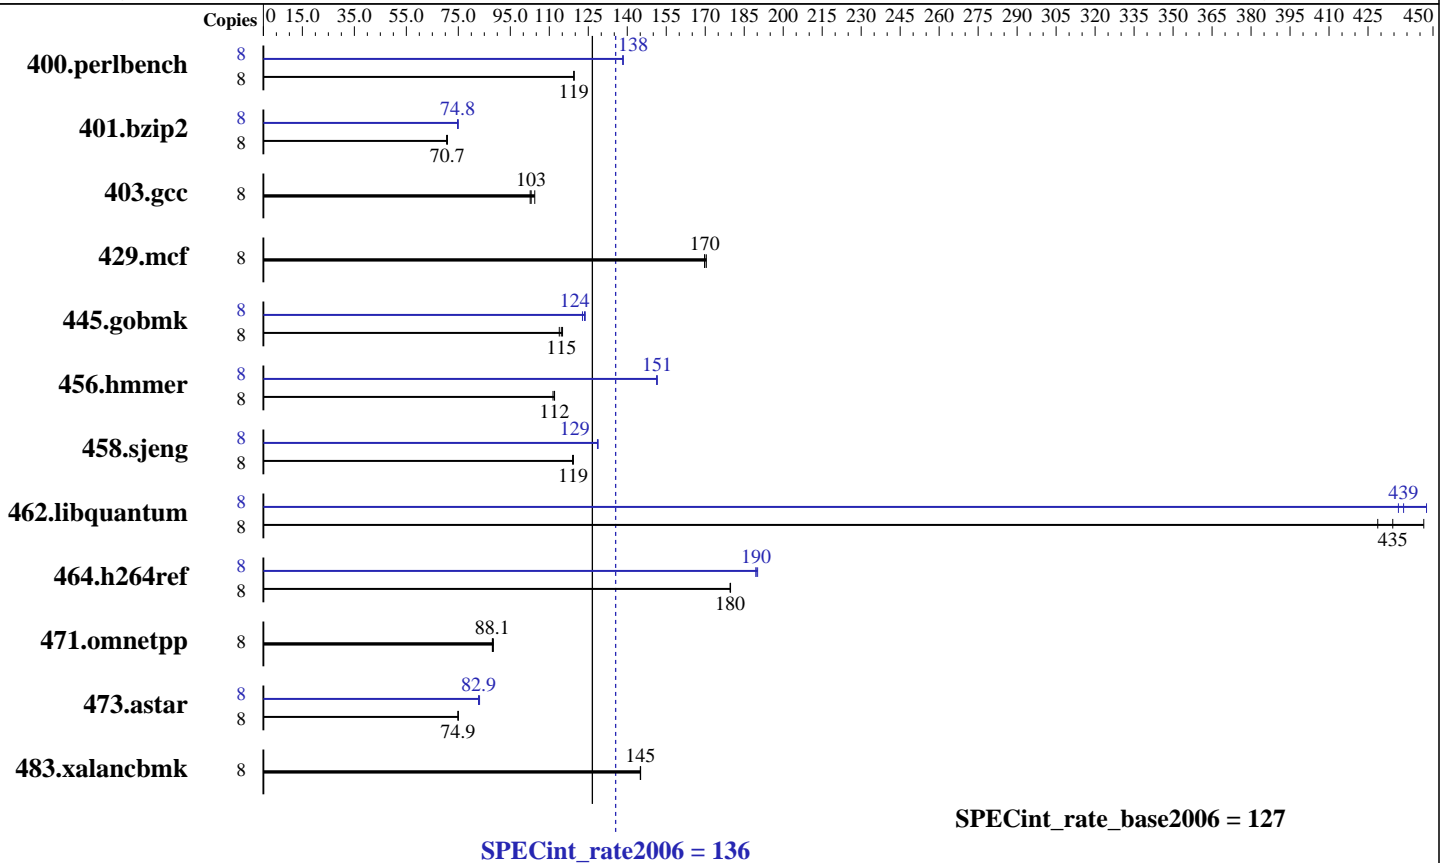 Copies 0 15.0 35.0 55.0 75.0 95.0 110 125 140 155 170 185 200 215 230 245 260 275 290 305 320 335 350 365 380 395 410 425 450
400.perlbench 8 138
8 119
401.bzip2 8 74.8
8 70.7
403.gcc 8 103
429.mcf 8 170
445.gobmk 8 124
8 115
456.hmmer 8 151
8 112
458.sjeng 8 129
8 119
462.libquantum 8 439
8 435
464.h264ref 8 190
8 180
471.omnetpp 8 88.1
473.astar 8 82.9
8 74.9
483.xalancbmk 8 145
SPECint_rate_base2006 = 127
SPECint_rate2006 = 136